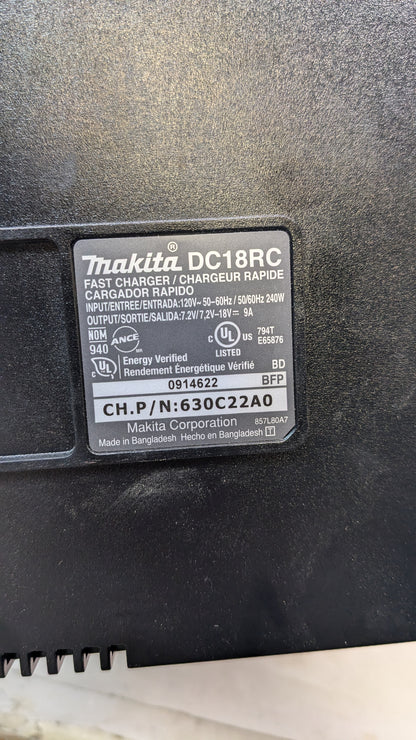 makita® DC18RC
FAST CHARGER / CHARGEUR RAPIDE
CARGADOR RAPIDO
INPUT/ENTREE/ENTRADA:120V~ 50–60Hz / 50/60Hz 240W
OUTPUT/SORTIE/SALIDA:7.2V/7,2V–18V⎓ 9A
NOM
940
ANCE
C UL US
LISTED
794T
E65876
UL
Energy Verified
Rendement Énergétique Vérifié
BD
0914622
BFP
CH.P/N:630C22A0
Makita Corporation
857L80A7
Made in Bangladesh Hecho en Bangladesh T